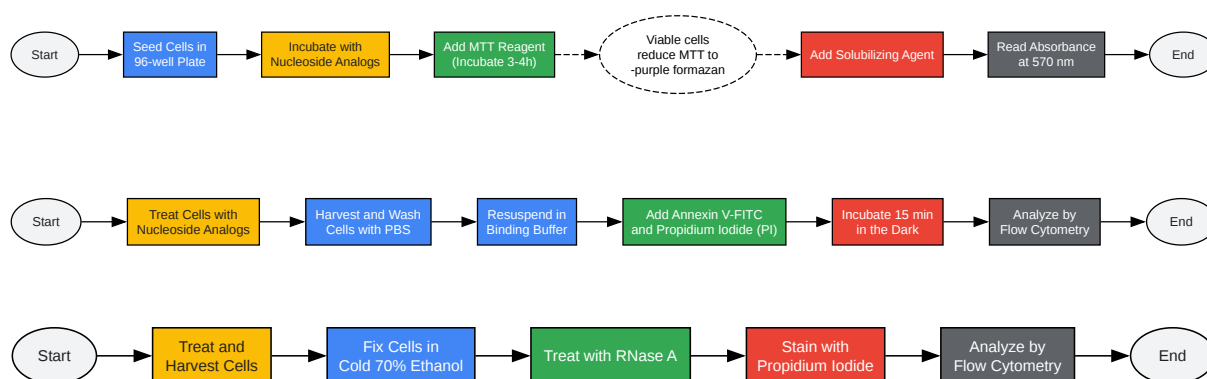 Start
Seed Cells in
96-well Plate
Incubate with
Nucleoside Analogs
Add MTT Reagent
(Incubate 3-4h)
Viable cells
reduce MTT to
-purple formazan
Add Solubilizing Agent
Read Absorbance
at 570 nm
End
Start
Treat Cells with
Nucleoside Analogs
Harvest and Wash
Cells with PBS
Resuspend in
Binding Buffer
Add Annexin V-FITC
and Propidium Iodide (PI)
Incubate 15 min
in the Dark
Analyze by
Flow Cytometry
End
Start
Treat and
Harvest Cells
Fix Cells in
Cold 70% Ethanol
Treat with RNase A
Stain with
Propidium Iodide
Analyze by
Flow Cytometry
End